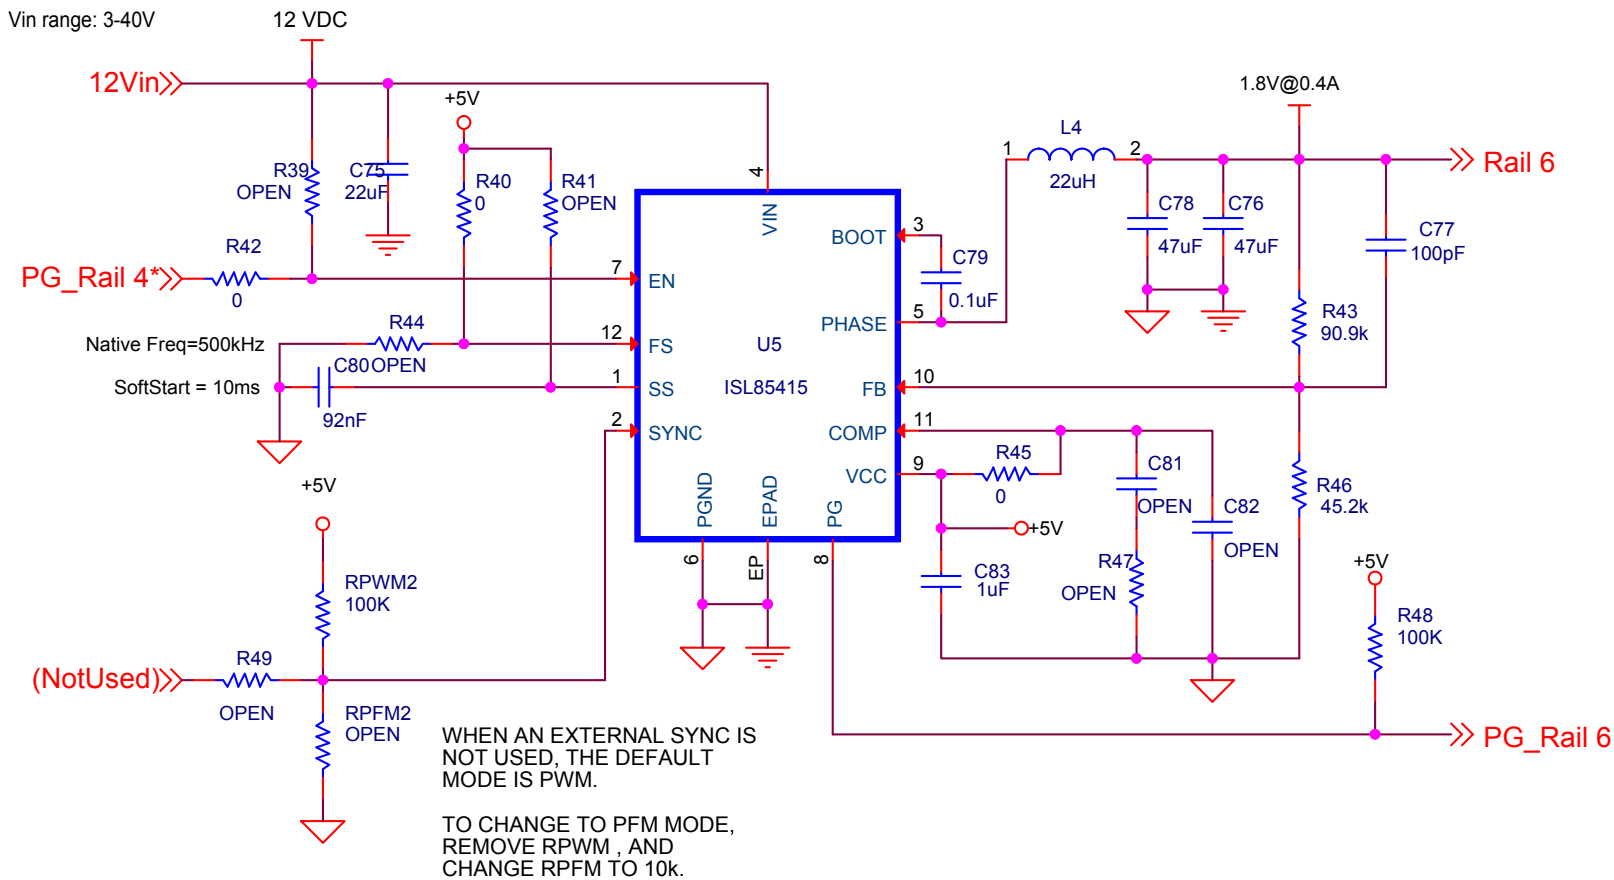 Vin range: 3-40V
12 VDC
12Vin
+5V
1.8V@0.4A
L4
1
2
22uH
Rail 6
R39
OPEN
C75
22uF
R40
0
R41
OPEN
4
VIN
C78
47uF
C76
47uF
C77
100pF
BOOT
3
C79
0.1uF
R42
0
PG_Rail 4*
7
EN
PHASE
5
R43
90.9k
Native Freq=500kHz
R44
OPEN
12
FS
U5
ISL85415
SoftStart = 10ms
C80
92nF
1
SS
FB
10
2
SYNC
COMP
11
VCC
9
R45
0
C81
OPEN
C82
OPEN
R46
45.2k
+5V
PGND
EPAD
PG
6
EP
8
+5V
C83
1uF
R47
OPEN
+5V
RPWM2
100K
R48
100K
(NotUsed)
R49
OPEN
RPFM2
OPEN
PG_Rail 6
WHEN AN EXTERNAL SYNC IS
NOT USED, THE DEFAULT
MODE IS PWM.
TO CHANGE TO PFM MODE,
REMOVE RPWM , AND
CHANGE RPFM TO 10k.